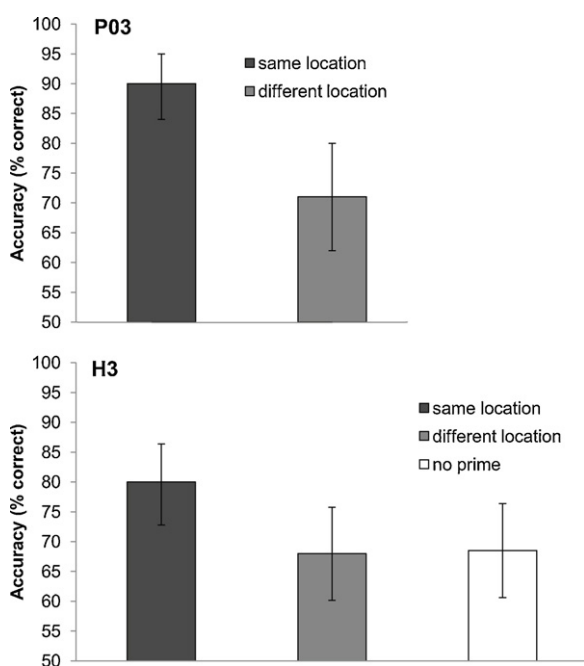 P03
Accuracy (% correct)
100
95
90
85
80
75
70
65
60
55
50
same location
different location
H3
Accuracy (% correct)
100
95
90
85
80
75
70
65
60
55
50
same location
different location
no prime